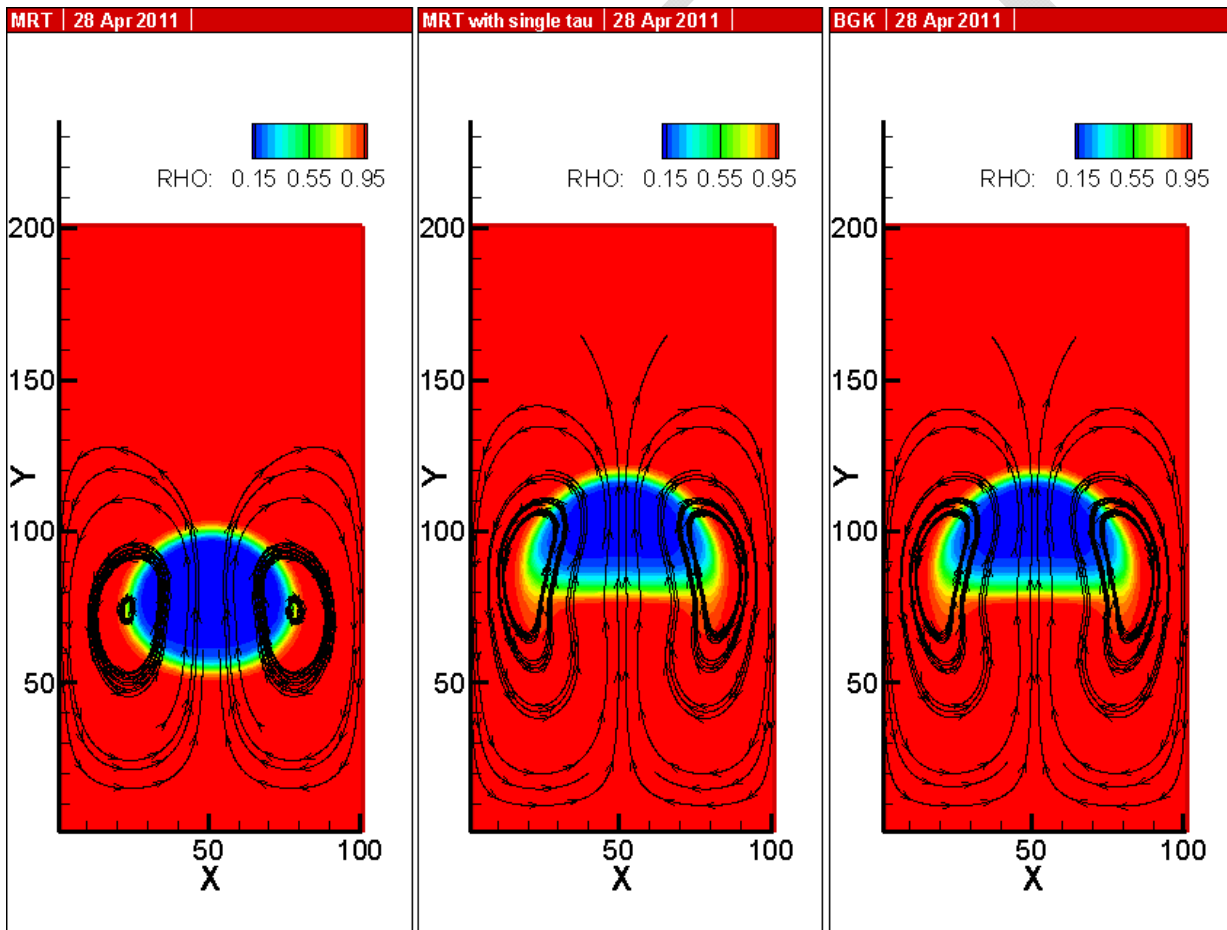 MRT | 28 Apr 2011 |
RHO: 0.15 0.55 0.95
200
150
100
50
Y
50 100
X
MRT with single tau | 28 Apr 2011 |
RHO: 0.15 0.55 0.95
200
150
100
50
Y
50 100
X
BGK | 28 Apr 2011 |
RHO: 0.15 0.55 0.95
200
150
100
50
Y
50 100
X